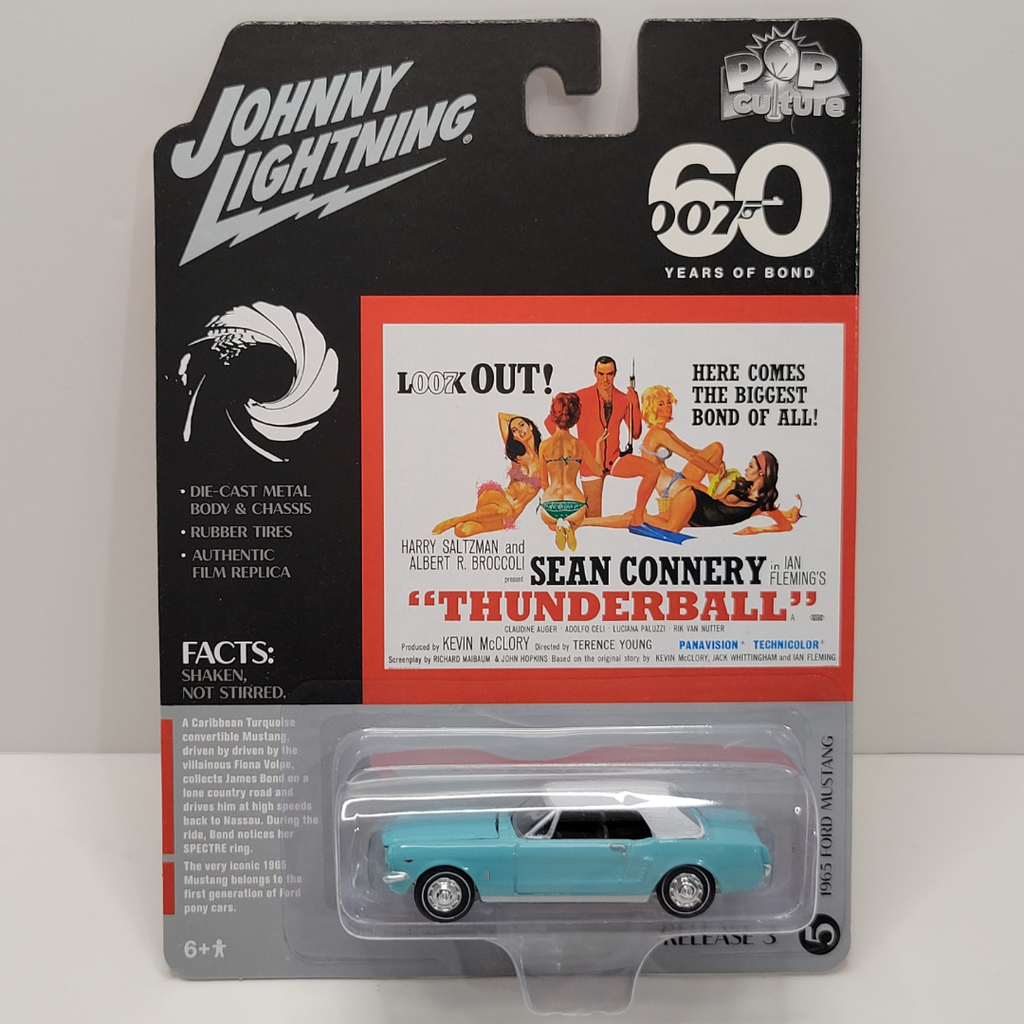 JOHNNY
LIGHTNING®
POP
culture
60
007
YEARS OF BOND
LOO7K OUT!
HERE COMES
THE BIGGEST
BOND OF ALL!
• DIE-CAST METAL
BODY & CHASSIS
• RUBBER TIRES
• AUTHENTIC
FILM REPLICA
HARRY SALTZMAN and
ALBERT R. BROCCOLI
present
SEAN CONNERY
in IAN
FLEMING'S
“THUNDERBALL”
CLAUDINE AUGER · ADOLFO CELI · LUCIANA PALUZZI · RIK VAN NUTTER
Produced by KEVIN McCLORY Directed by TERENCE YOUNG PANAVISION® TECHNICOLOR®
Screenplay by RICHARD MAIBAUM & JOHN HOPKINS · Based on the original story by KEVIN McCLORY, JACK WHITTINGHAM and IAN FLEMING
FACTS:
SHAKEN,
NOT STIRRED.
A Caribbean Turquoise
convertible Mustang,
driven by driven by the
villainous Fiona Volpe,
collects James Bond on a
lone country road and
drives him at high speeds
back to Nassau. During the
ride, Bond notices her
SPECTRE ring.
The very iconic 1965
Mustang belongs to the
first generation of Ford
pony cars.
6+
1965 FORD MUSTANG
RELEASE 3
5